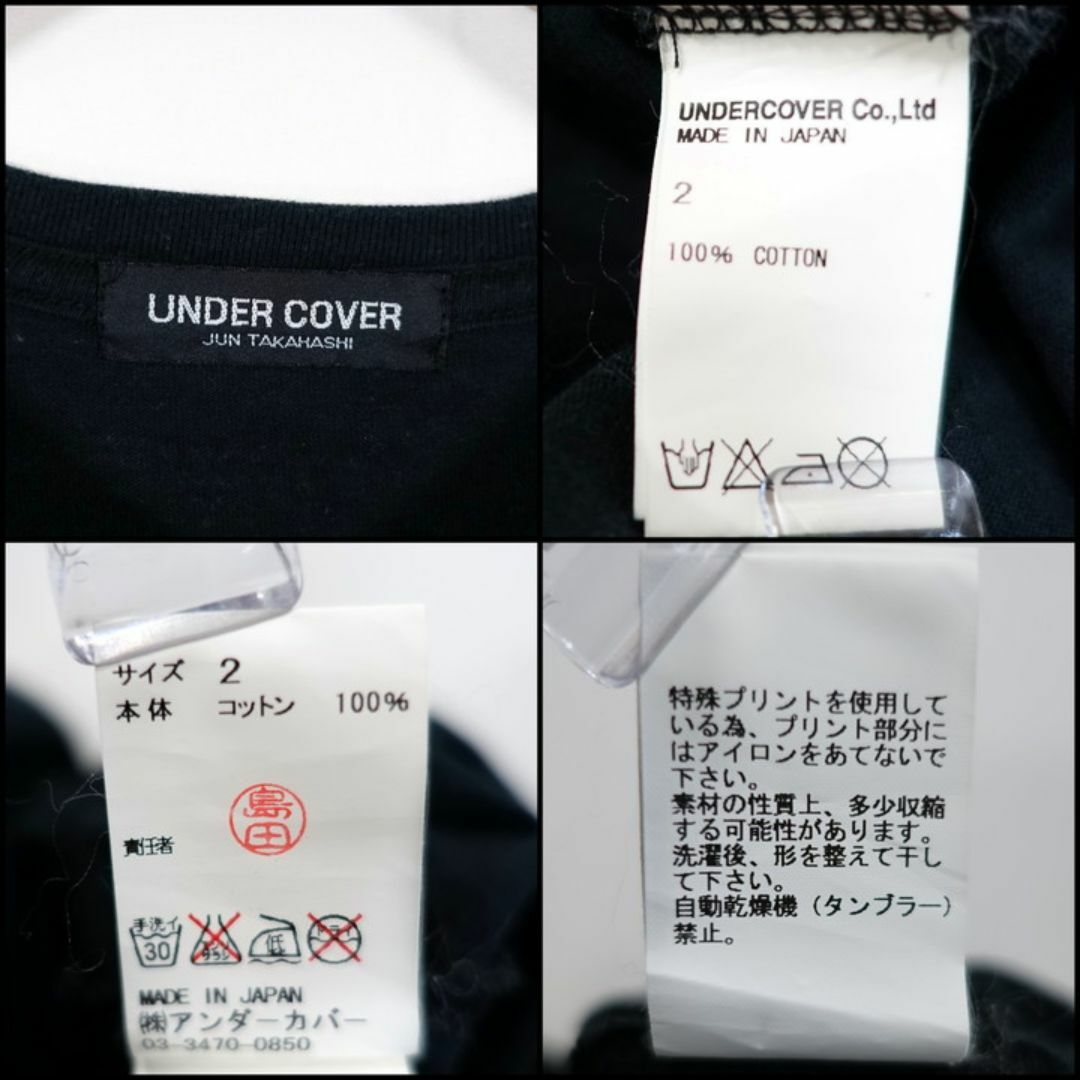 UNDER COVER
JUN TAKAHASHI
UNDERCOVER Co.,Ltd
MADE IN JAPAN
2
100% COTTON
サイズ 2
本体 コットン 100%
島田
責任者
手洗イ
30
低
MADE IN JAPAN
㈱アンダーカバー
03-3470-0850
特殊プリントを使用して
いる為、プリント部分に
はアイロンをあてないで
下さい。
素材の性質上、多少収縮
する可能性があります。
洗濯後、形を整えて干し
て下さい。
自動乾燥機(タンブラー)
禁止。